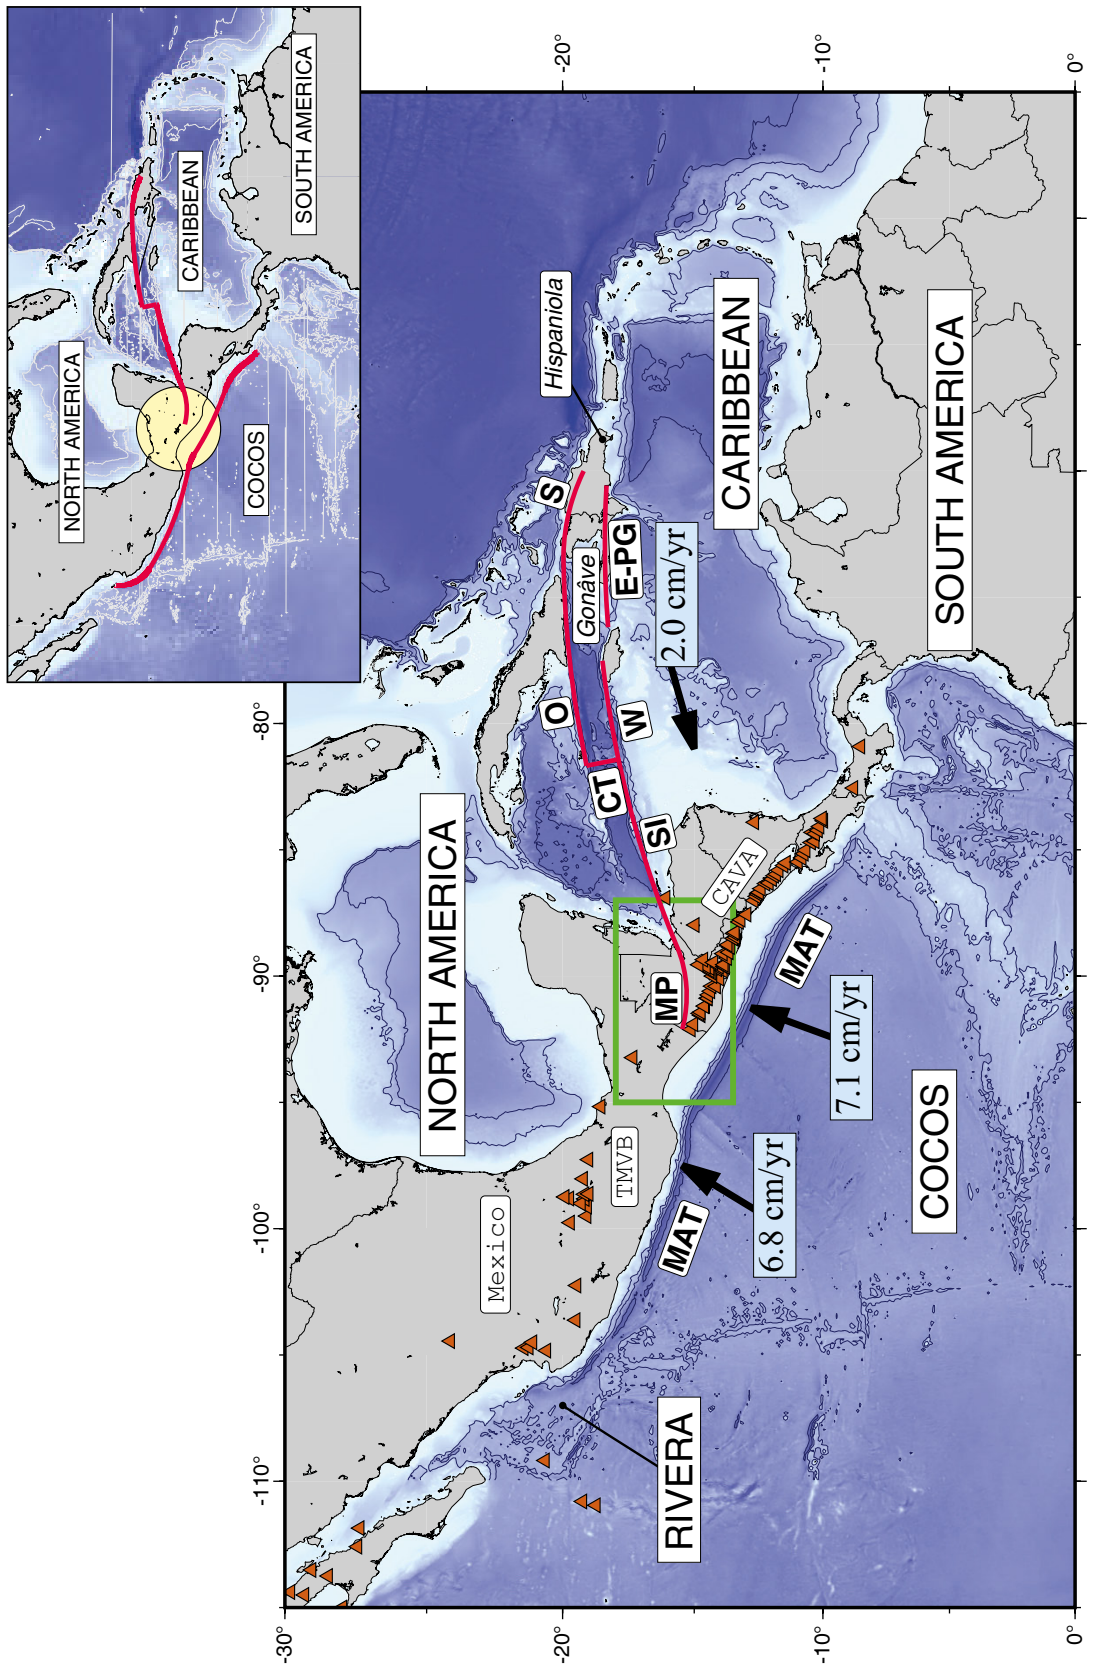 NORTH AMERICA
CARIBBEAN
SOUTH AMERICA
COCOS
-110°
-100°
-90°
-80°
-30°
-20°
-10°
0°
-20°
-10°
0°
NORTH AMERICA
Mexico
TMVB
MP
SI
CT
O
W
S
Gonâve
E-PG
Hispaniola
2.0 cm/yr
CARIBBEAN
CAVA
MAT
MAT
6.8 cm/yr
7.1 cm/yr
RIVERA
COCOS
SOUTH AMERICA